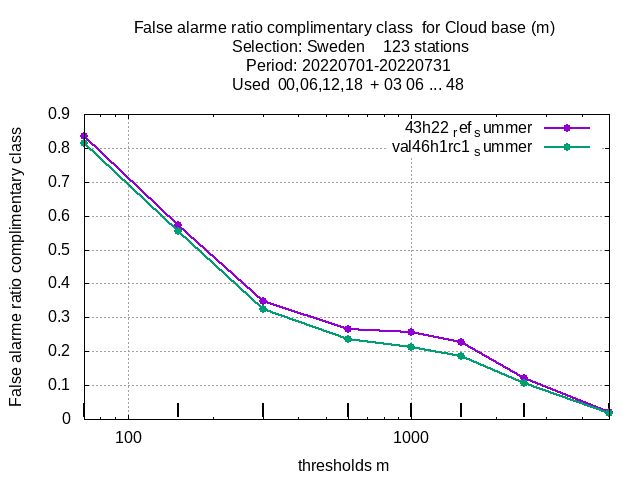 False alarme ratio complimentary class  for Cloud base (m)
Selection: Sweden    123 stations
Period: 20220701-20220731
Used  00,06,12,18  + 03 06 ... 48
43h22 ref summer
val46h1rc1 summer
False alarme ratio complimentary class
0.9
0.8
0.7
0.6
0.5
0.4
0.3
0.2
0.1
0
100
1000
thresholds m